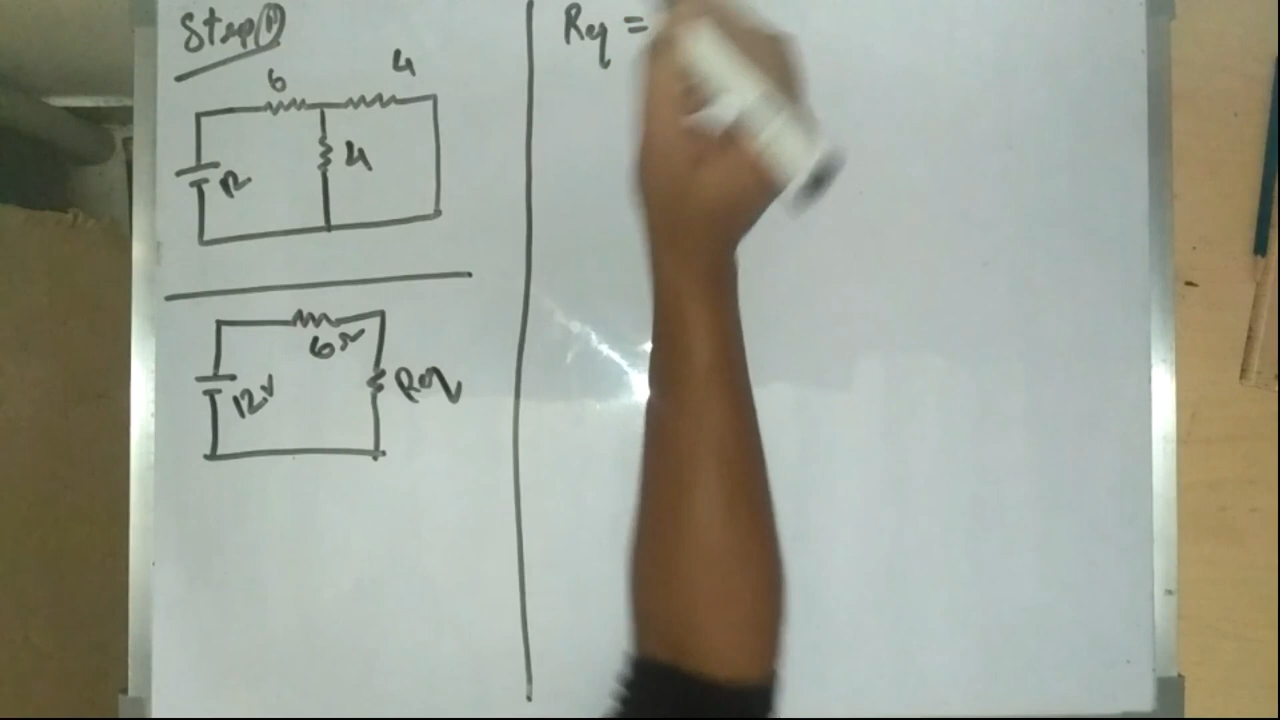 Step ①
6 4
4
12
6Ω
12V Req
Req =